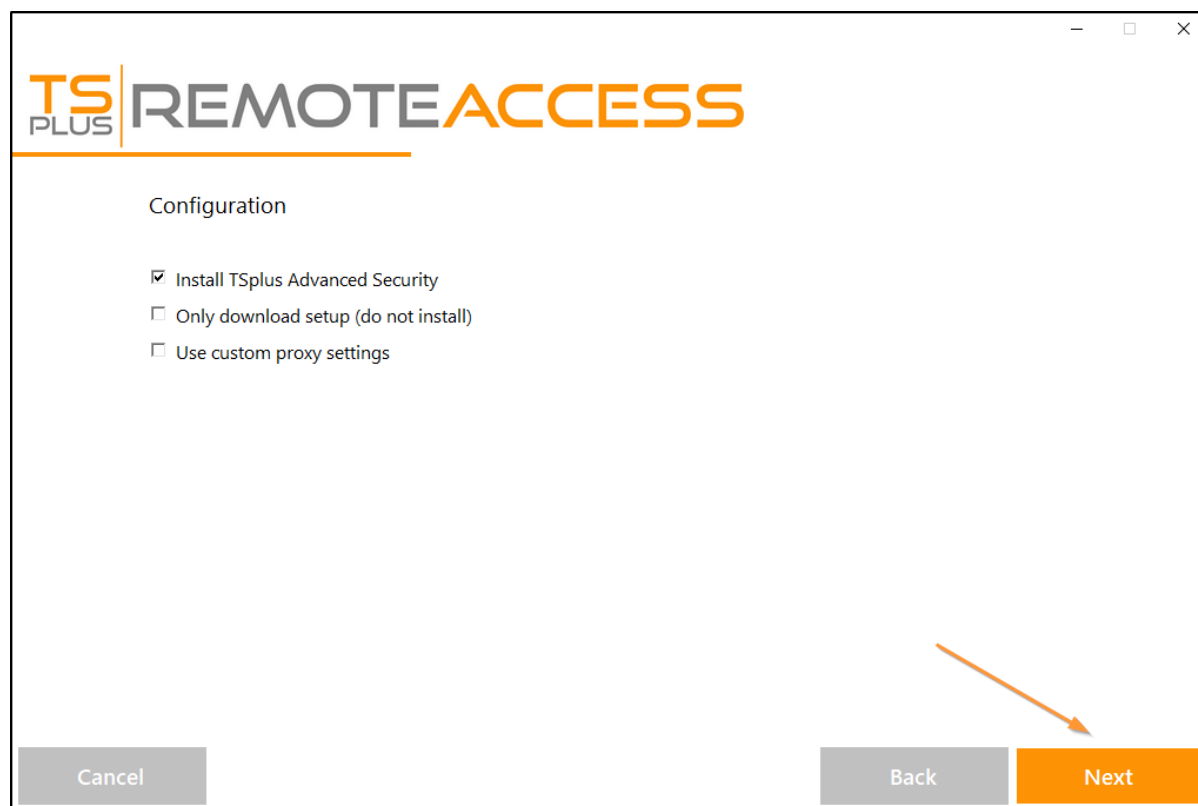 TS
PLUS
REMOTEACCESS
Configuration
Install TSplus Advanced Security
Only download setup (do not install)
Use custom proxy settings
Cancel
Back
Next